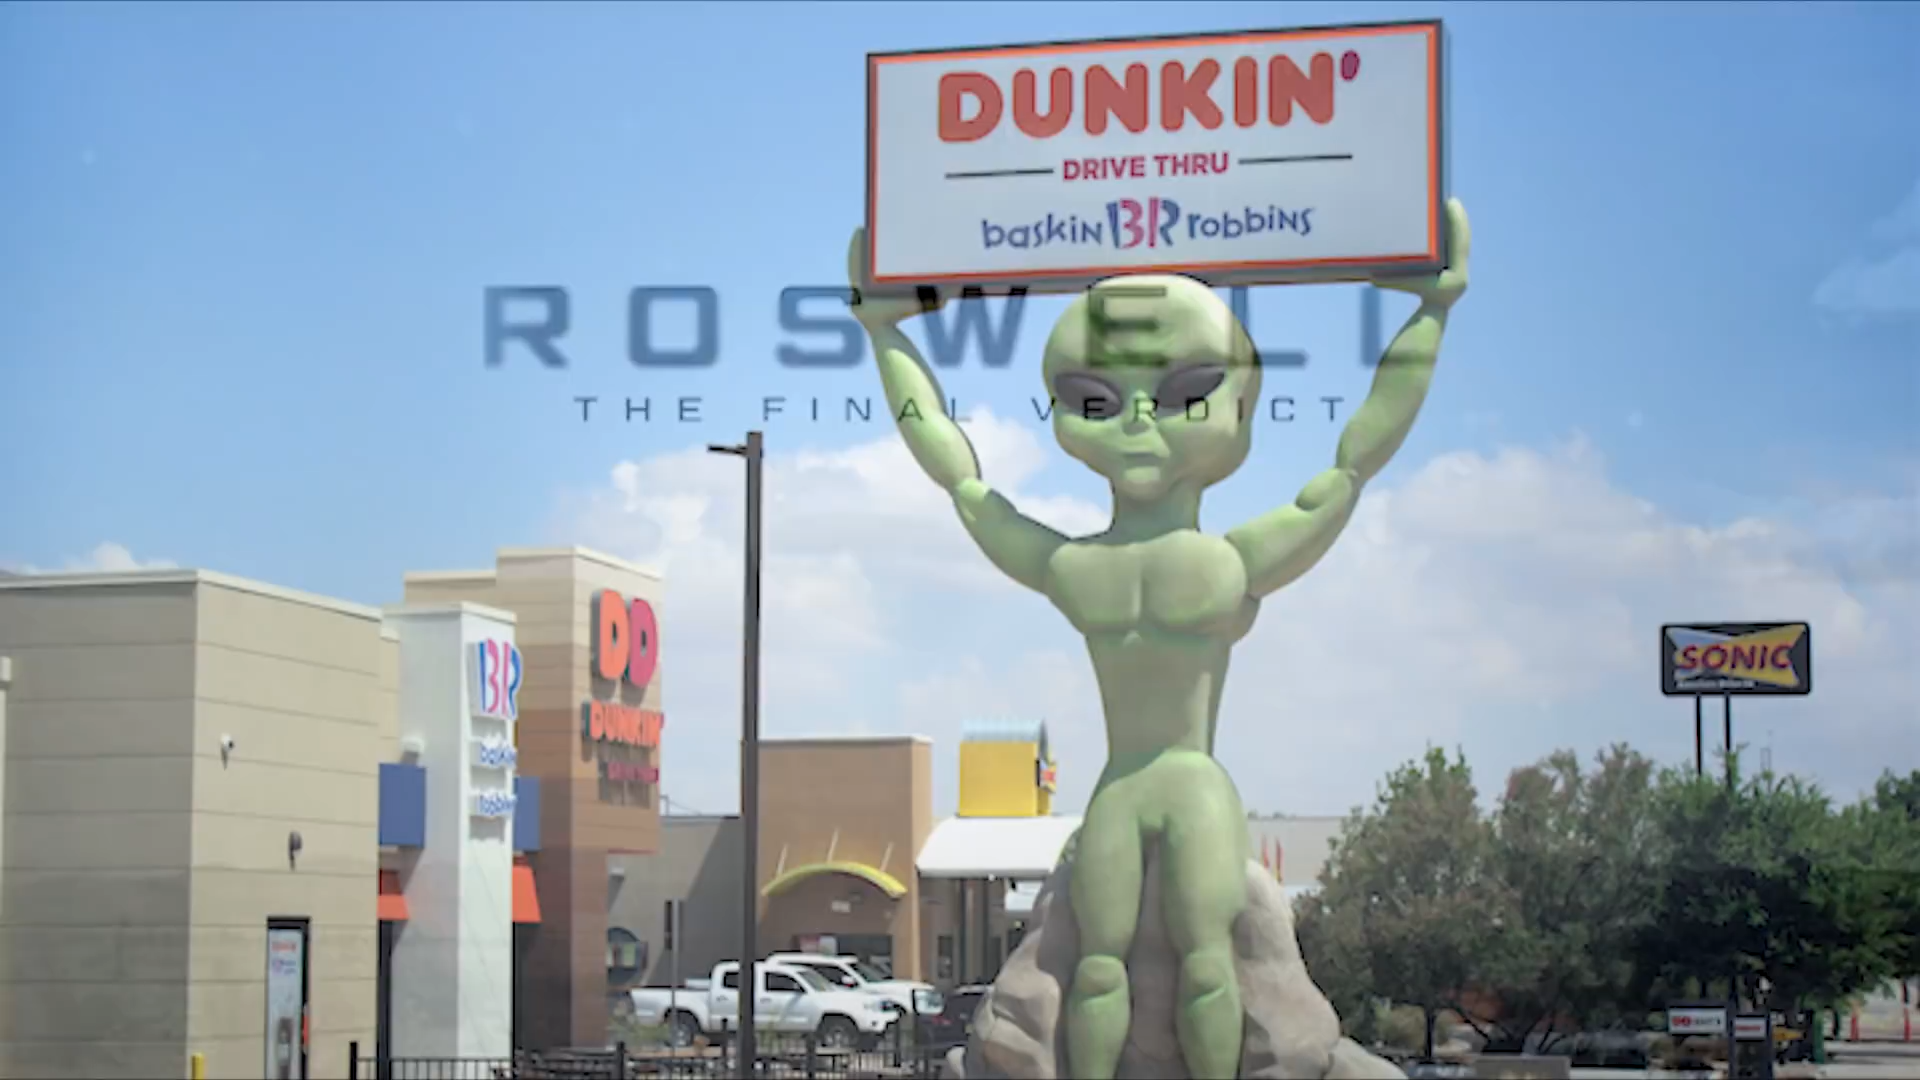 DUNKIN'
DRIVE THRU
baskin BR robbins
ROSWELL
THE FINAL VERDICT
SONIC
BR
baskin
robbins
DD
DUNKIN'